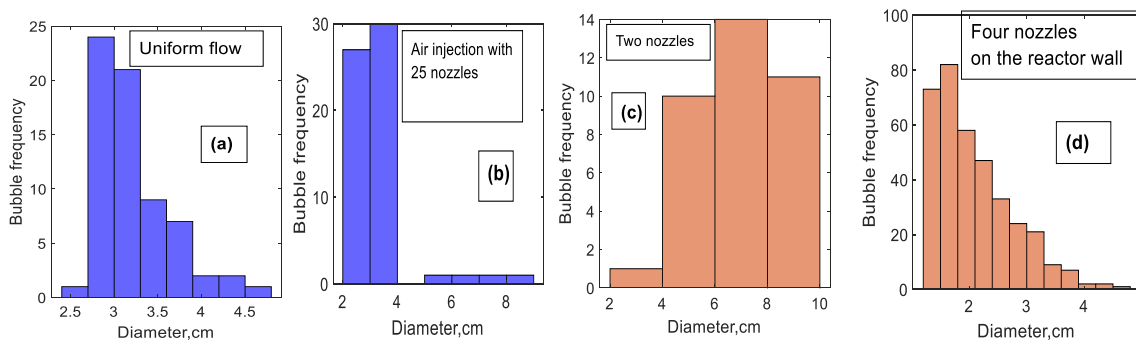 25
20
15
10
5
0
Bubble frequency
Uniform flow
(a)
2.5 3 3.5 4 4.5
Diameter,cm
30
20
10
0
Bubble frequency
Air injection with
25 nozzles
(b)
2 4 6 8
Diameter,cm
14
12
10
8
6
4
2
0
Bubble frequency
Two nozzles
(c)
2 4 6 8 10
Diameter,cm
100
80
60
40
20
0
Bubble frequency
Four nozzles
on the reactor wall
(d)
2 3 4
Diameter,cm